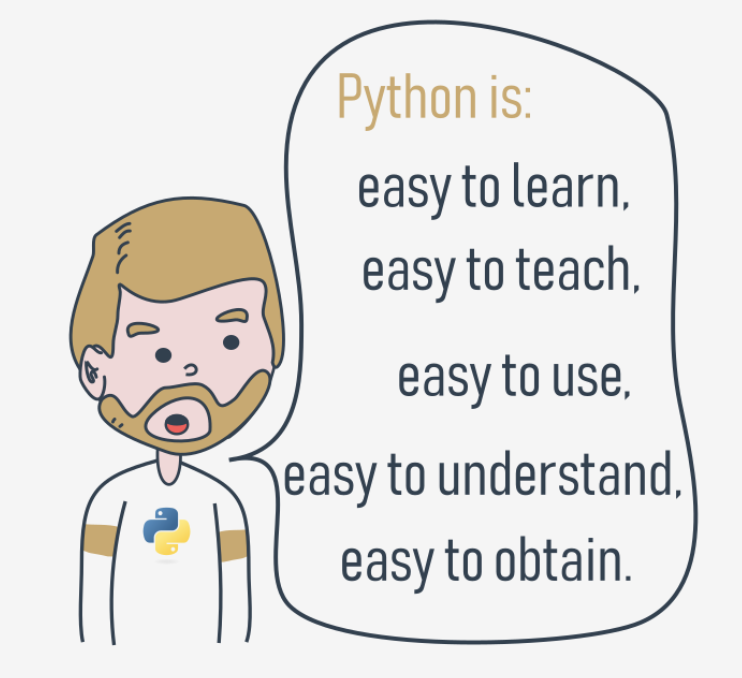 Python is:
easy to learn,
easy to teach,
easy to use,
easy to understand,
easy to obtain.